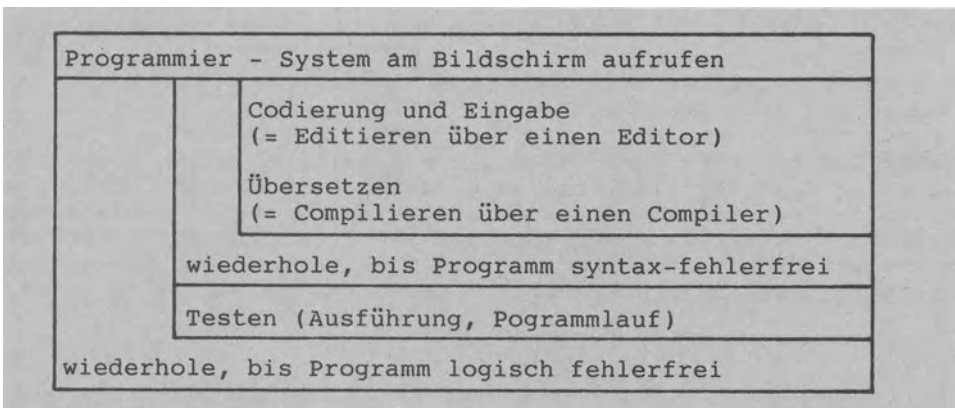 Programmier - System am Bildschirm aufrufen
Codierung und Eingabe
(= Editieren über einen Editor)
Übersetzen
(= Compilieren über einen Compiler)
wiederhole, bis Programm syntax-fehlerfrei
Testen (Ausführung, Pogrammlauf)
wiederhole, bis Programm logisch fehlerfrei